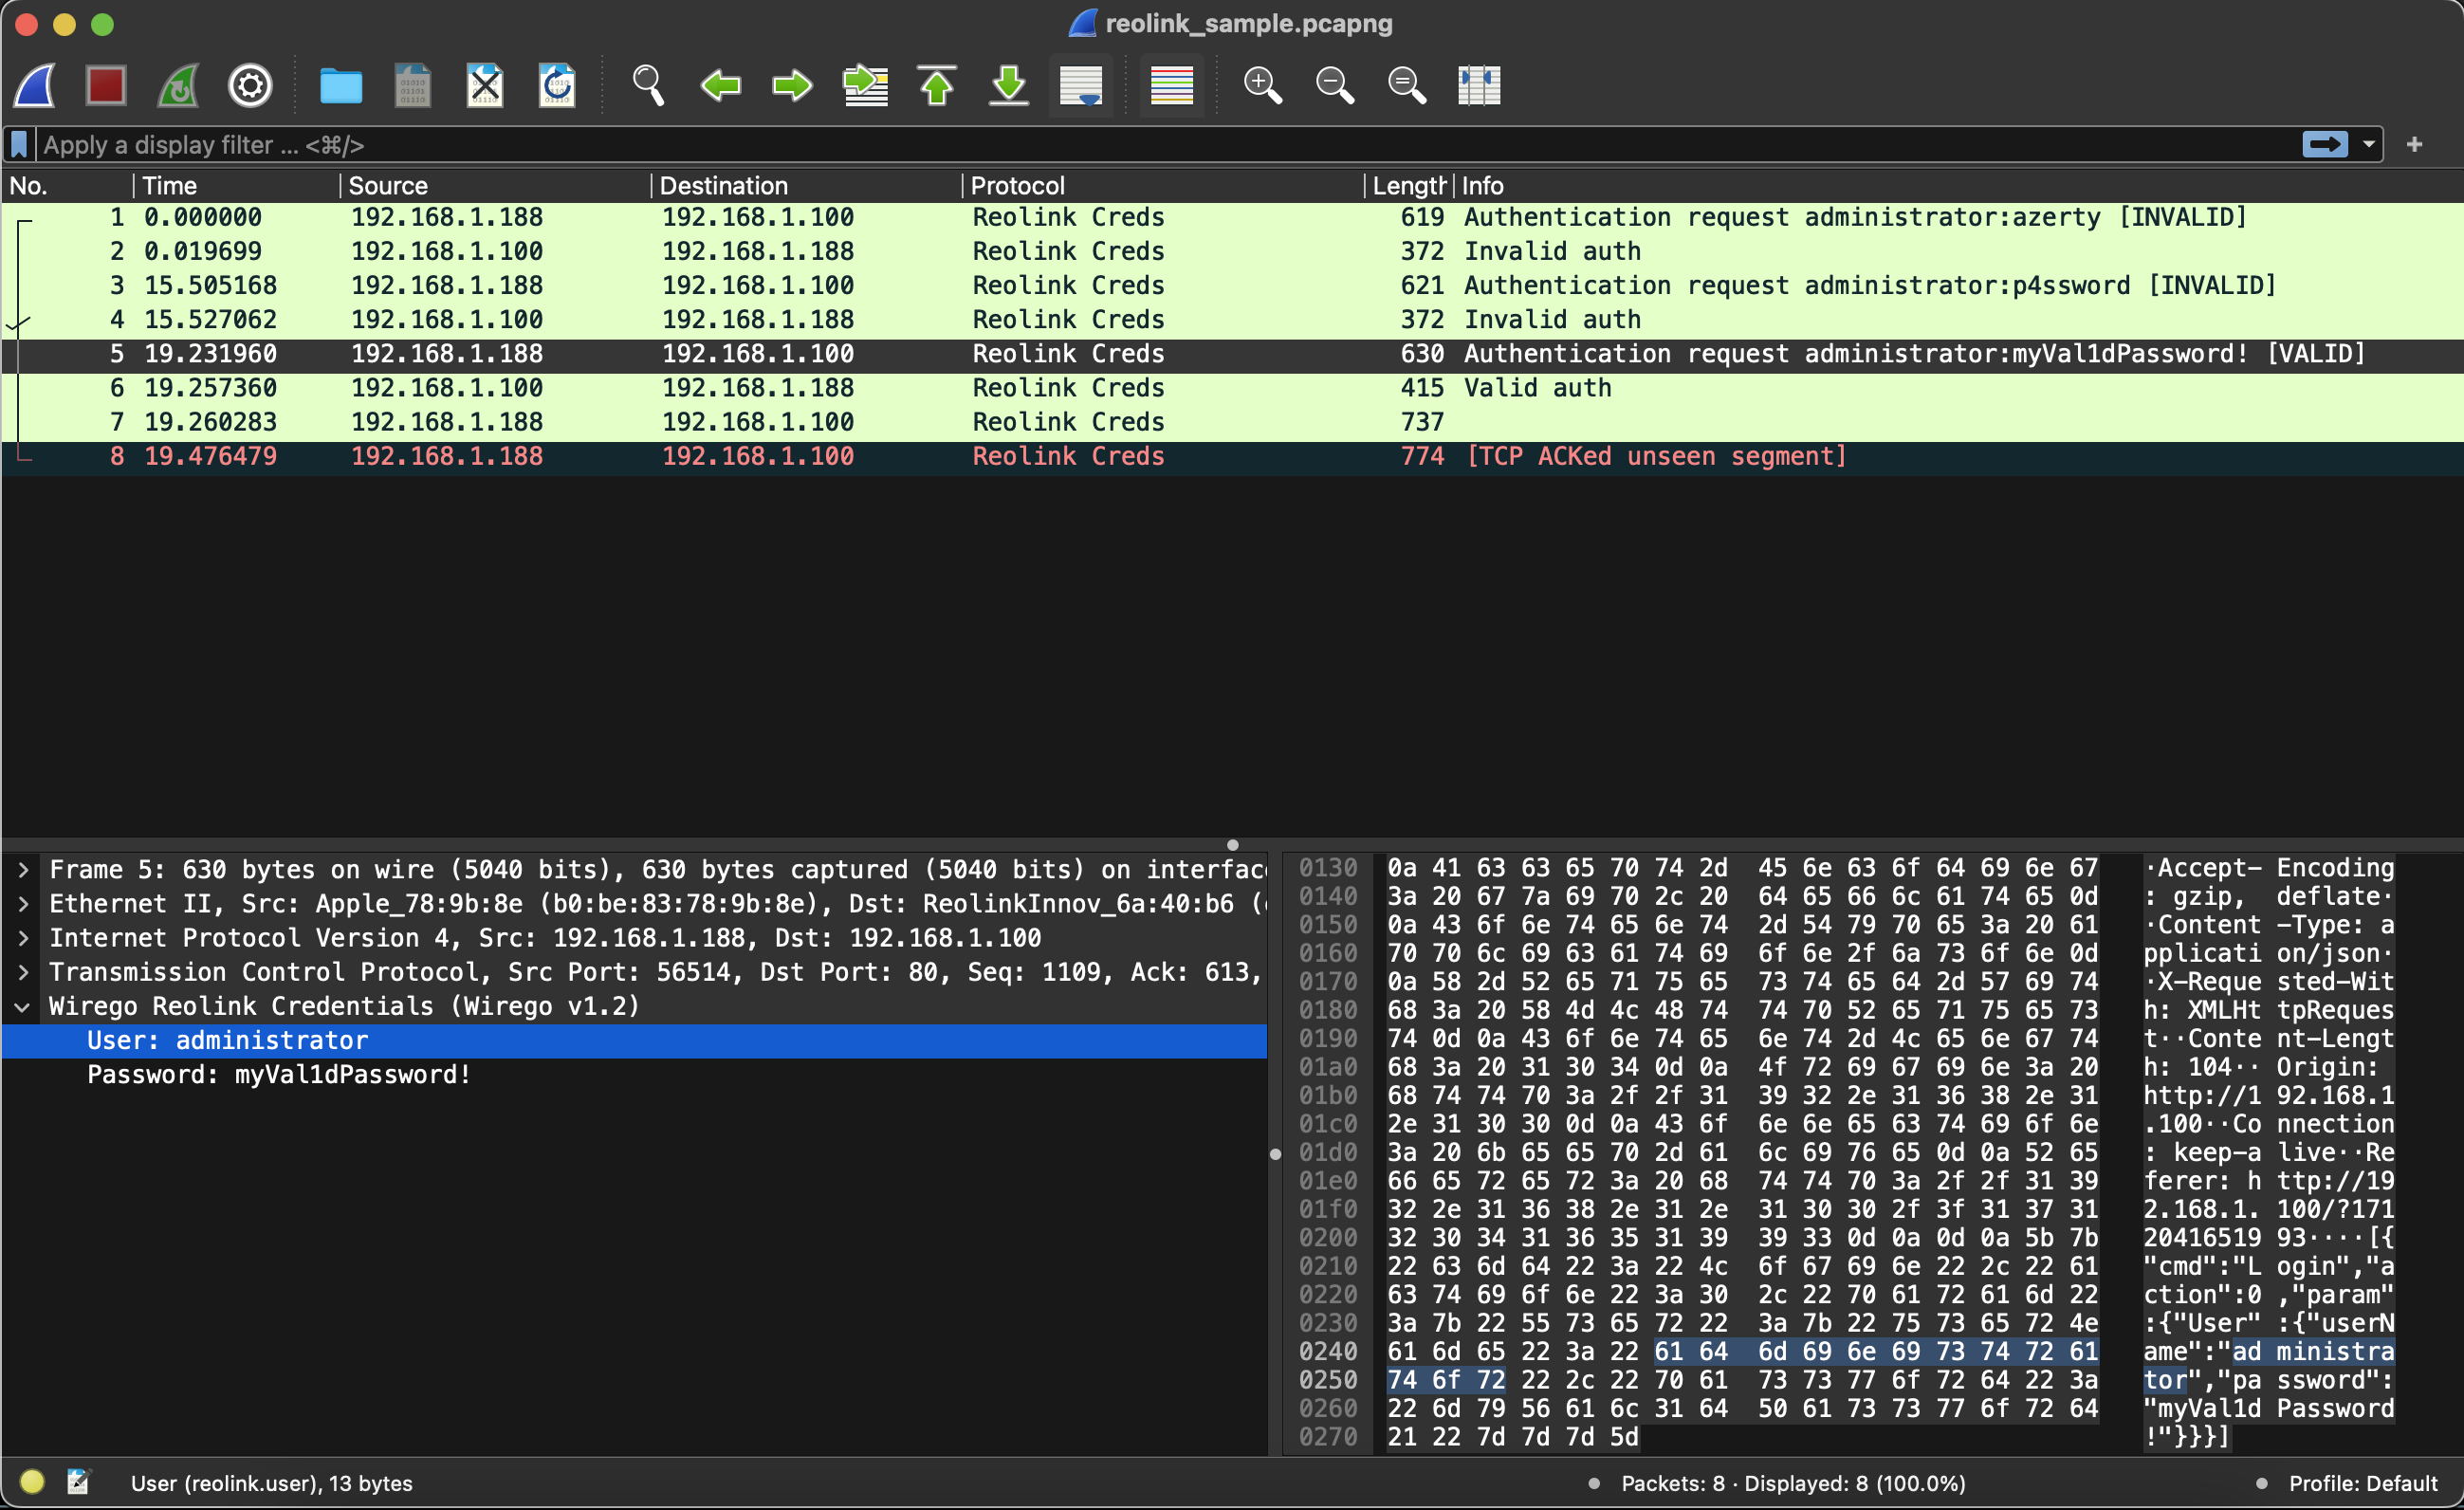 reolink_sample.pcapng
Apply a display filter ... <⌘/>
No. Time Source Destination Protocol Length Info
1 0.000000 192.168.1.188 192.168.1.100 Reolink Creds 619 Authentication request administrator:azerty [INVALID]
2 0.019699 192.168.1.100 192.168.1.188 Reolink Creds 372 Invalid auth
3 15.505168 192.168.1.188 192.168.1.100 Reolink Creds 621 Authentication request administrator:p4ssword [INVALID]
4 15.527062 192.168.1.100 192.168.1.188 Reolink Creds 372 Invalid auth
5 19.231960 192.168.1.188 192.168.1.100 Reolink Creds 630 Authentication request administrator:myVal1dPassword! [VALID]
6 19.257360 192.168.1.100 192.168.1.188 Reolink Creds 415 Valid auth
7 19.260283 192.168.1.188 192.168.1.100 Reolink Creds 737
8 19.476479 192.168.1.188 192.168.1.100 Reolink Creds 774 [TCP ACKed unseen segment]
Frame 5: 630 bytes on wire (5040 bits), 630 bytes captured (5040 bits) on interfac
Ethernet II, Src: Apple_78:9b:8e (b0:be:83:78:9b:8e), Dst: ReolinkInnov_6a:40:b6 (
Internet Protocol Version 4, Src: 192.168.1.188, Dst: 192.168.1.100
Transmission Control Protocol, Src Port: 56514, Dst Port: 80, Seq: 1109, Ack: 613,
Wirego Reolink Credentials (Wirego v1.2)
User: administrator
Password: myVal1dPassword!
0130 0a 41 63 63 65 70 74 2d 45 6e 63 6f 64 69 6e 67 ·Accept- Encoding
0140 3a 20 67 7a 69 70 2c 20 64 65 66 6c 61 74 65 0d : gzip, deflate·
0150 0a 43 6f 6e 74 65 6e 74 2d 54 79 70 65 3a 20 61 ·Content -Type: a
0160 70 70 6c 69 63 61 74 69 6f 6e 2f 6a 73 6f 6e 0d pplicati on/json·
0170 0a 58 2d 52 65 71 75 65 73 74 65 64 2d 57 69 74 ·X-Reque sted-Wit
0180 68 3a 20 58 4d 4c 48 74 74 70 52 65 71 75 65 73 h: XMLHt tpReques
0190 74 0d 0a 43 6f 6e 74 65 6e 74 2d 4c 65 6e 67 74 t··Conte nt-Lengt
01a0 68 3a 20 31 30 34 0d 0a 4f 72 69 67 69 6e 3a 20 h: 104·· Origin:
01b0 68 74 74 70 3a 2f 2f 31 39 32 2e 31 36 38 2e 31 http://1 92.168.1
01c0 2e 31 30 30 0d 0a 43 6f 6e 6e 65 63 74 69 6f 6e .100··Co nnection
01d0 3a 20 6b 65 65 70 2d 61 6c 69 76 65 0d 0a 52 65 : keep-a live··Re
01e0 66 65 72 65 72 3a 20 68 74 74 70 3a 2f 2f 31 39 ferer: h ttp://19
01f0 32 2e 31 36 38 2e 31 2e 31 30 30 2f 3f 31 37 31 2.168.1. 100/?171
0200 32 30 34 31 36 35 31 39 39 33 0d 0a 0d 0a 5b 7b 20416519 93····[{
0210 22 63 6d 64 22 3a 22 4c 6f 67 69 6e 22 2c 22 61 "cmd":"L ogin","a
0220 63 74 69 6f 6e 22 3a 30 2c 22 70 61 72 61 6d 22 ction":0 ,"param"
0230 3a 7b 22 55 73 65 72 22 3a 7b 22 75 73 65 72 4e :{"User" :{"userN
0240 61 6d 65 22 3a 22 61 64 6d 69 6e 69 73 74 72 61 ame":"ad ministra
0250 74 6f 72 22 2c 22 70 61 73 73 77 6f 72 64 22 3a tor","pa ssword":
0260 22 6d 79 56 61 6c 31 64 50 61 73 73 77 6f 72 64 "myVal1d Password
0270 21 22 7d 7d 7d 5d !"}}}]
User (reolink.user), 13 bytes Packets: 8 · Displayed: 8 (100.0%) Profile: Default